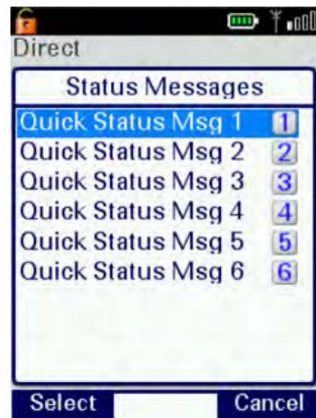 Direct
Status Messages
Quick Status Msg 1 1
Quick Status Msg 2 2
Quick Status Msg 3 3
Quick Status Msg 4 4
Quick Status Msg 5 5
Quick Status Msg 6 6
Select Cancel